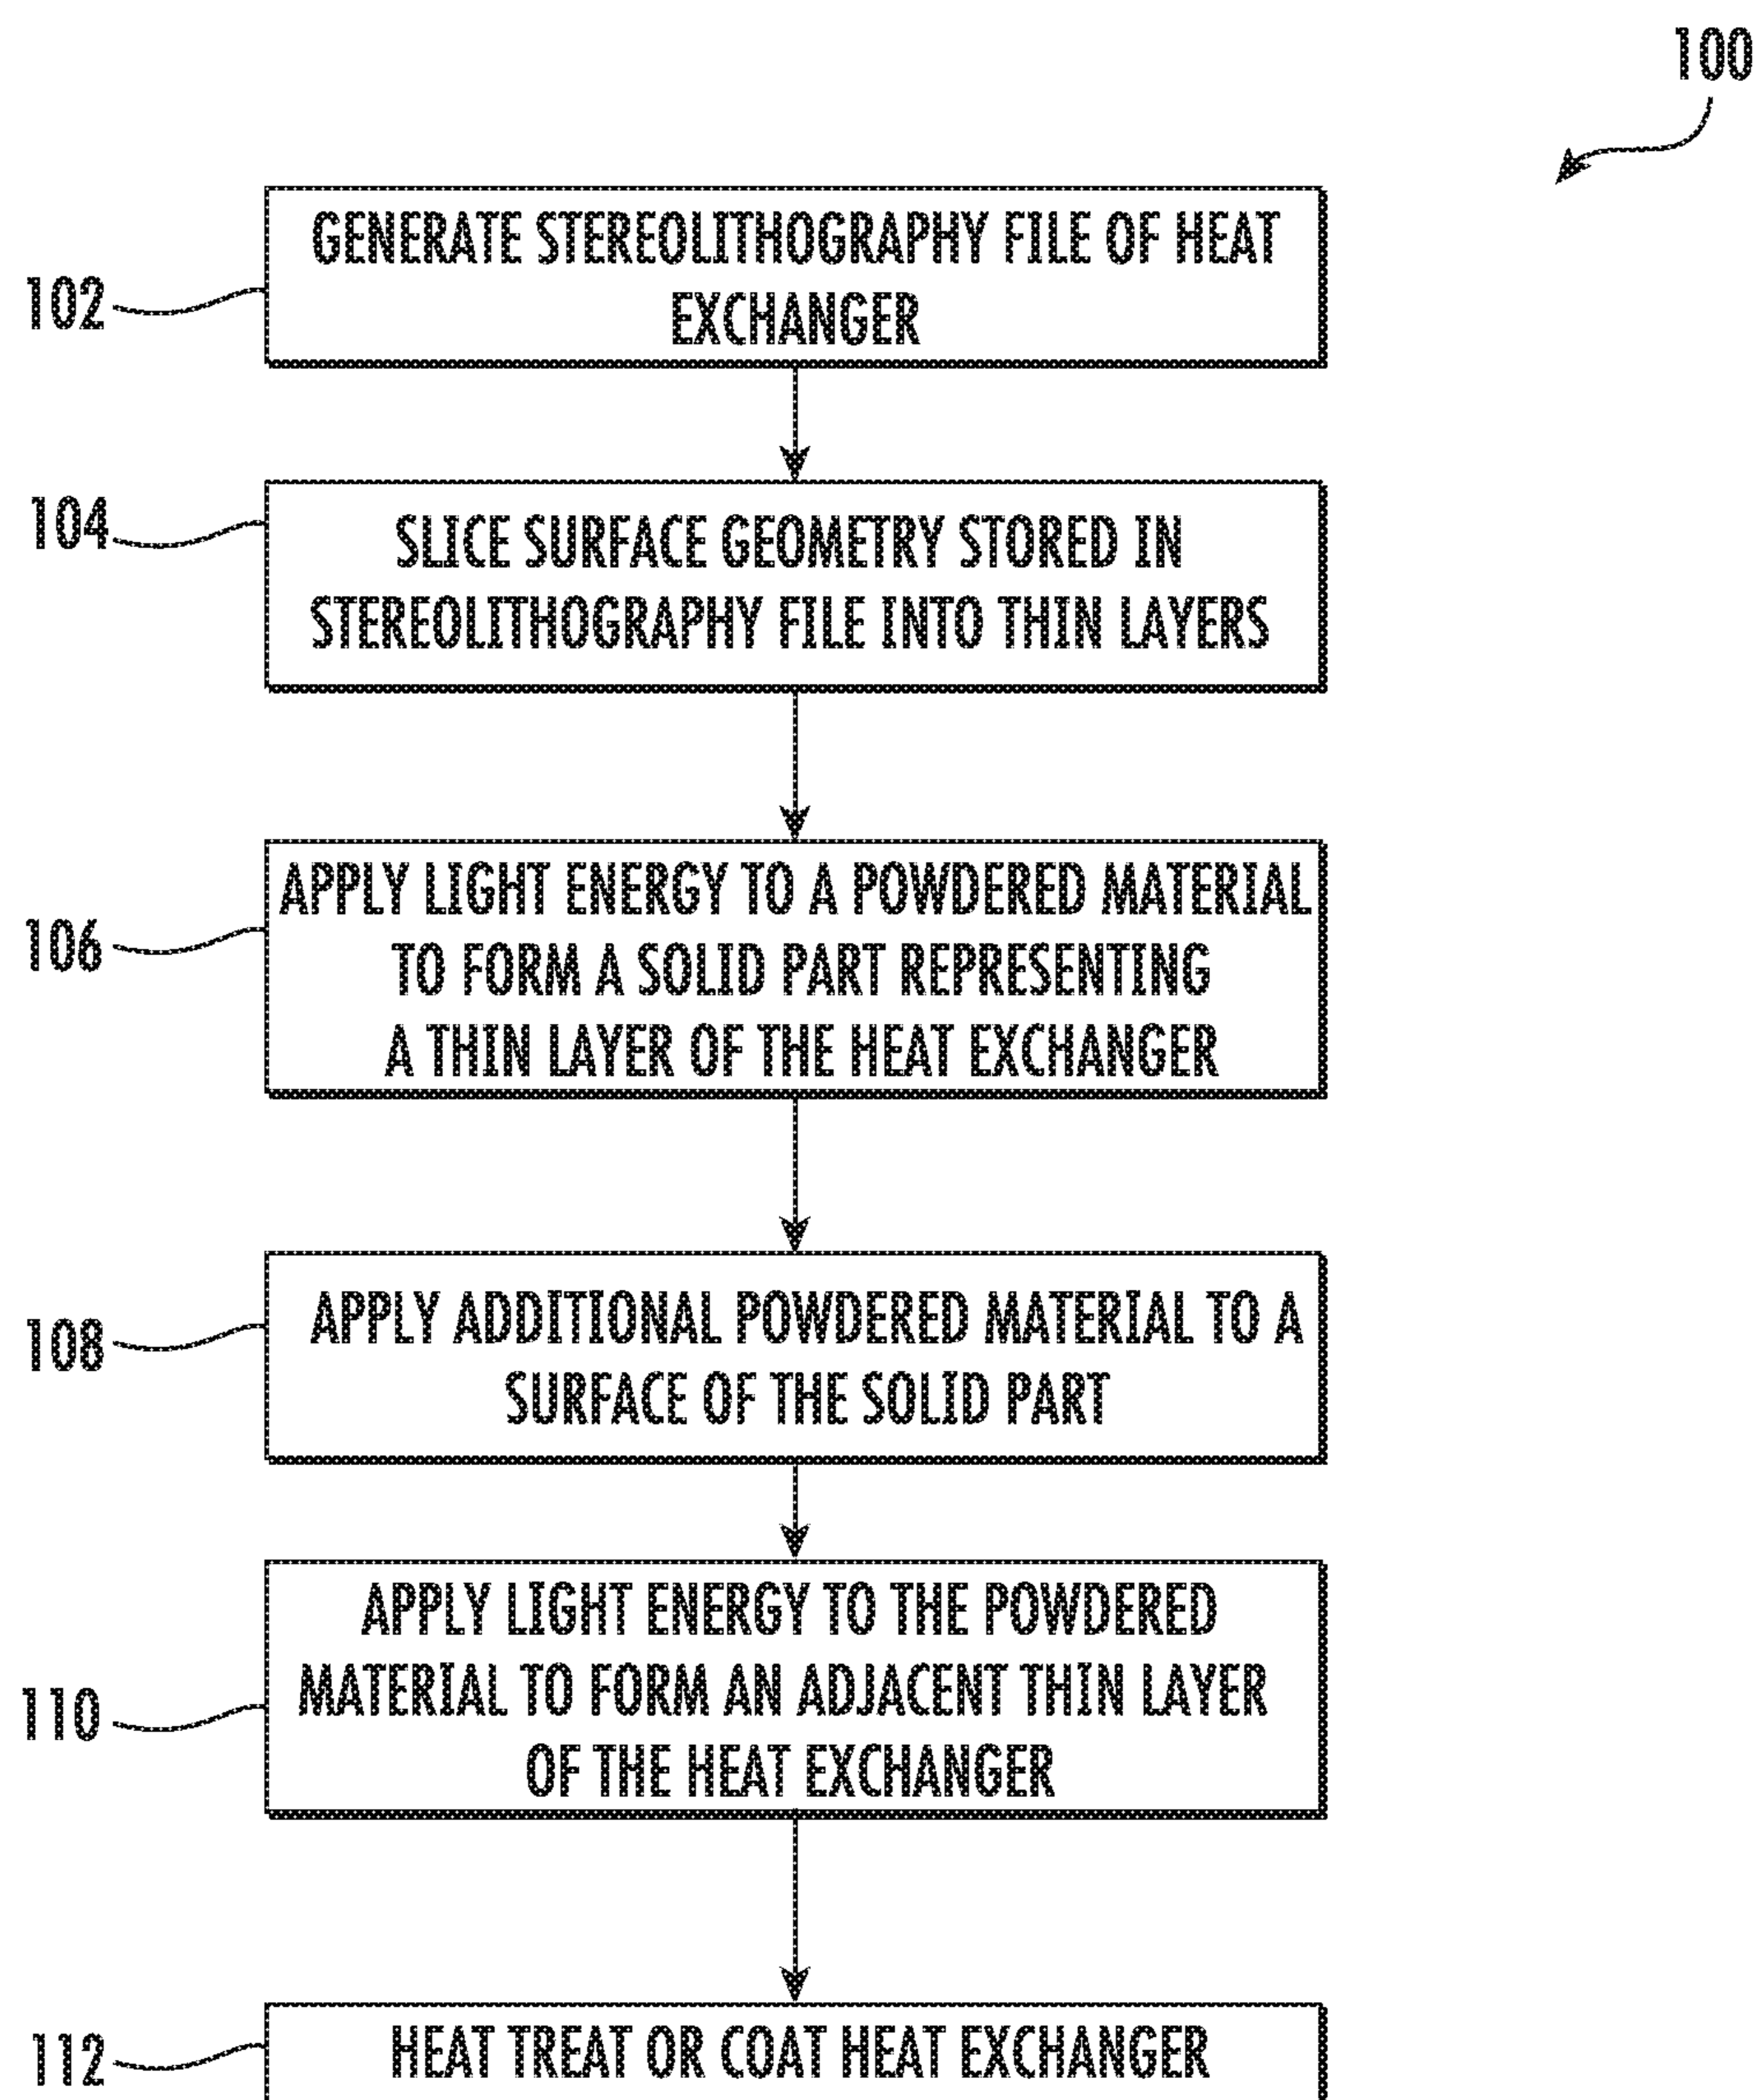 100
102
GENERATE STEREOLITHOGRAPHY FILE OF HEAT
EXCHANGER
104
SLICE SURFACE GEOMETRY STORED IN
STEREOLITHOGRAPHY FILE INTO THIN LAYERS
106
APPLY LIGHT ENERGY TO A POWDERED MATERIAL
TO FORM A SOLID PART REPRESENTING
A THIN LAYER OF THE HEAT EXCHANGER
108
APPLY ADDITIONAL POWDERED MATERIAL TO A
SURFACE OF THE SOLID PART
110
APPLY LIGHT ENERGY TO THE POWDERED
MATERIAL TO FORM AN ADJACENT THIN LAYER
OF THE HEAT EXCHANGER
112
HEAT TREAT OR COAT HEAT EXCHANGER